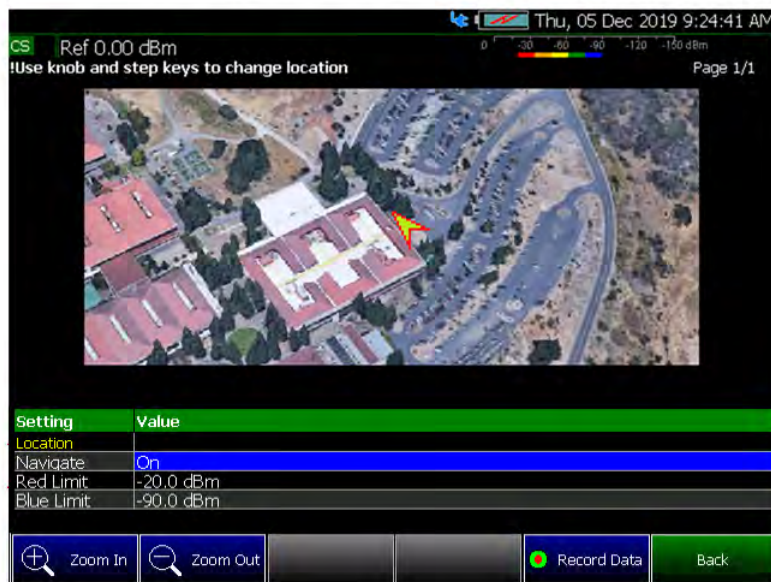 Thu, 05 Dec 2019 9:24:41 AM
CS Ref 0.00 dBm
0 -30 -60 -90 -120 -150 dBm
!Use knob and step keys to change location
Page 1/1
Setting Value
Location
Navigate On
Red Limit -20.0 dBm
Blue Limit -90.0 dBm
Zoom In Zoom Out Record Data Back